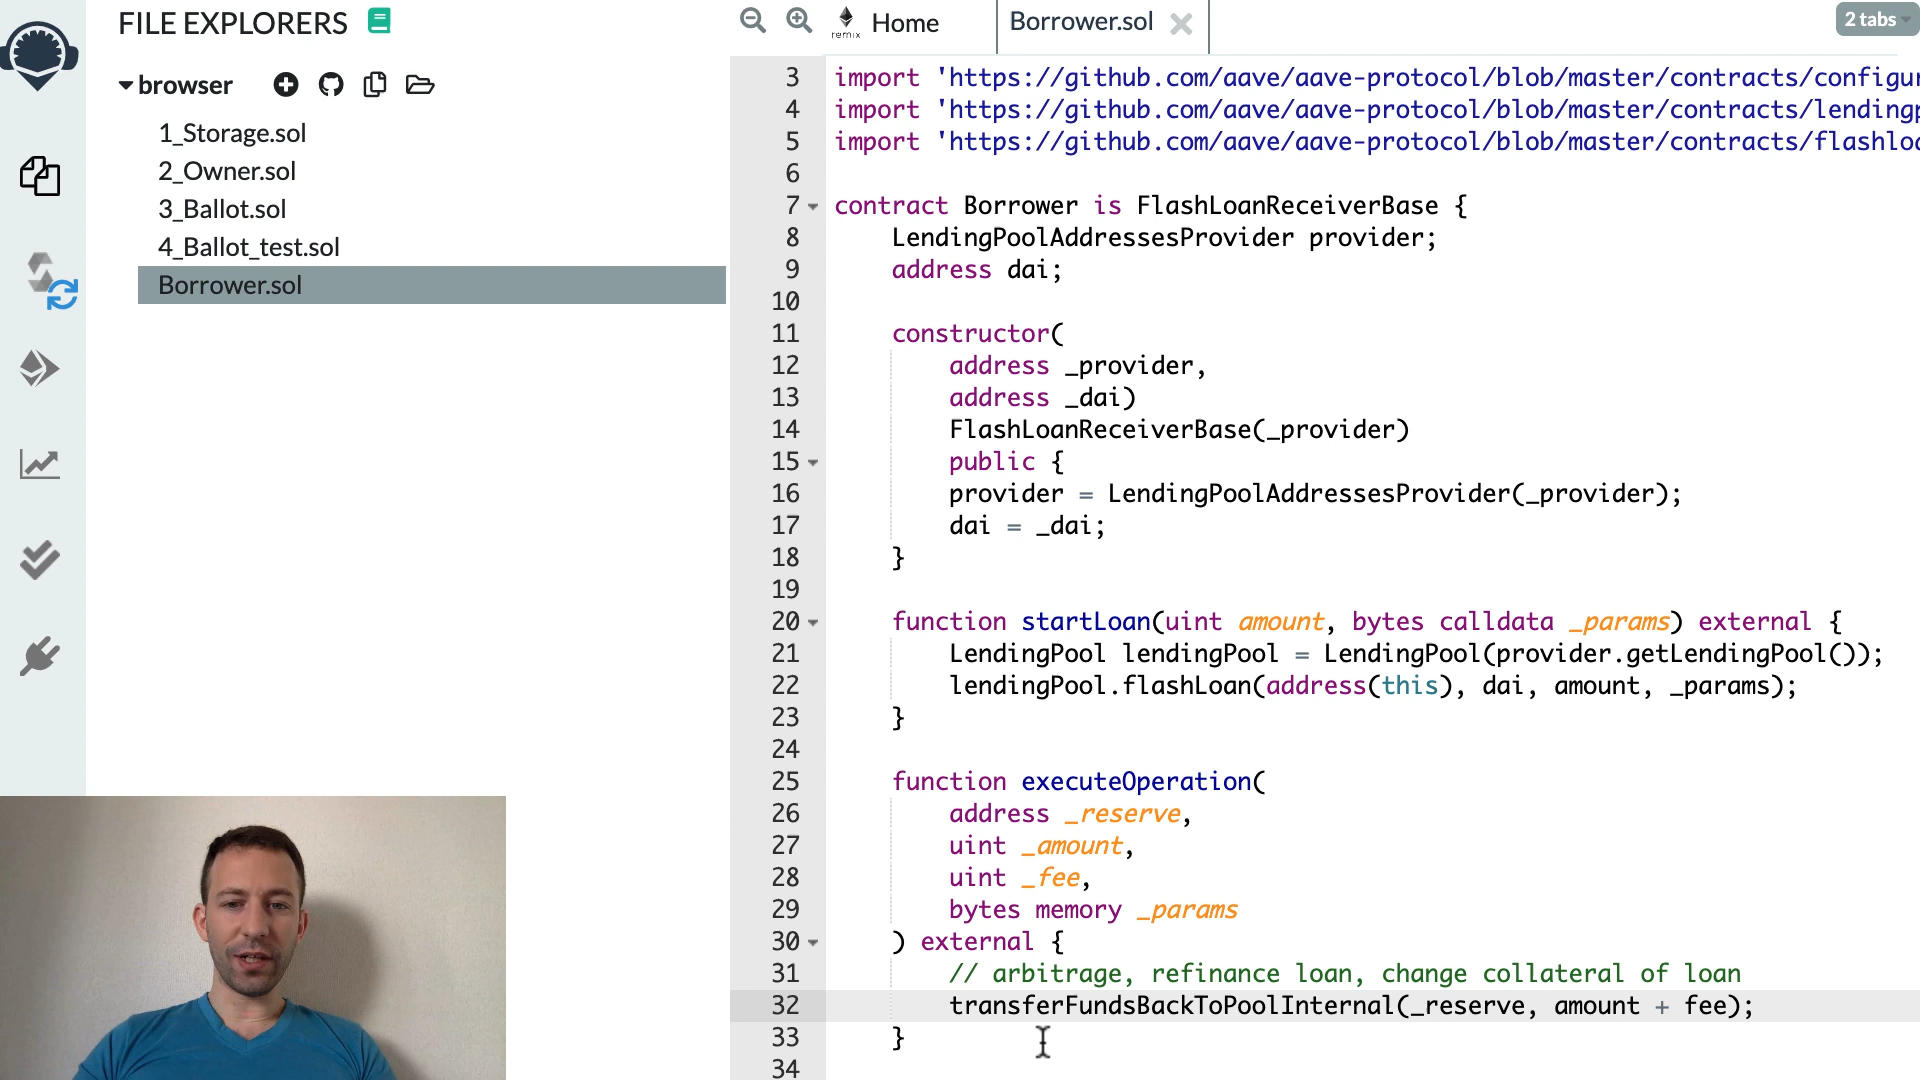 FILE EXPLORERS
browser
1_Storage.sol
2_Owner.sol
3_Ballot.sol
4_Ballot_test.sol
Borrower.sol
remix
Home
Borrower.sol
2 tabs
3 import 'https://github.com/aave/aave-protocol/blob/master/contracts/configur
4 import 'https://github.com/aave/aave-protocol/blob/master/contracts/lendingp
5 import 'https://github.com/aave/aave-protocol/blob/master/contracts/flashloa
6
7 contract Borrower is FlashLoanReceiverBase {
8 LendingPoolAddressesProvider provider;
9 address dai;
10
11 constructor(
12 address _provider,
13 address _dai)
14 FlashLoanReceiverBase(_provider)
15 public {
16 provider = LendingPoolAddressesProvider(_provider);
17 dai = _dai;
18 }
19
20 function startLoan(uint amount, bytes calldata _params) external {
21 LendingPool lendingPool = LendingPool(provider.getLendingPool());
22 lendingPool.flashLoan(address(this), dai, amount, _params);
23 }
24
25 function executeOperation(
26 address _reserve,
27 uint _amount,
28 uint _fee,
29 bytes memory _params
30 ) external {
31 // arbitrage, refinance loan, change collateral of loan
32 transferFundsBackToPoolInternal(_reserve, amount + fee);
33 }
34